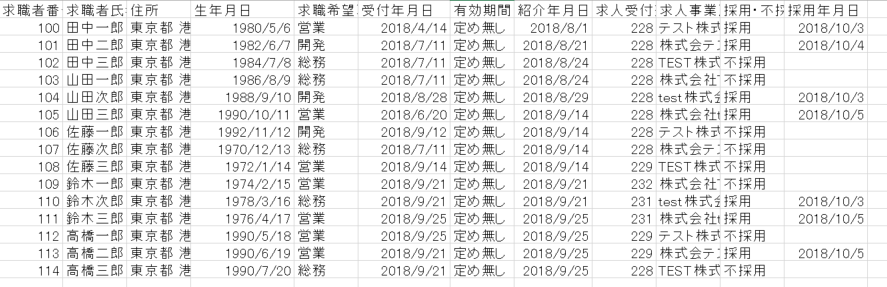 求職者番 求職者氏 住所 生年月日 求職希望 受付年月日 有効期間 紹介年月日 求人受付 求人事業 採用・不採 採用年月日
100 田中一郎 東京都 港 1980/5/6 営業 2018/4/14 定め無し 2018/8/1 228 テスト株式 採用 2018/10/3
101 田中二郎 東京都 港 1982/6/7 開発 2018/7/11 定め無し 2018/8/21 228 株式会テ 採用 2018/10/4
102 田中三郎 東京都 港 1984/7/8 総務 2018/7/11 定め無し 2018/8/24 228 TEST株式 不採用
103 山田一郎 東京都 港 1986/8/9 総務 2018/7/11 定め無し 2018/8/24 228 株式会社 不採用
104 山田次郎 東京都 港 1988/9/10 開発 2018/8/28 定め無し 2018/8/29 228 test株式 採用 2018/10/3
105 山田三郎 東京都 港 1990/10/11 営業 2018/6/20 定め無し 2018/9/14 228 株式会社 採用 2018/10/5
106 佐藤一郎 東京都 港 1992/11/12 開発 2018/9/12 定め無し 2018/9/14 228 テスト株式 不採用
107 佐藤次郎 東京都 港 1970/12/13 総務 2018/7/11 定め無し 2018/9/14 228 株式会テ 不採用
108 佐藤三郎 東京都 港 1972/1/14 営業 2018/9/14 定め無し 2018/9/14 229 TEST株式 不採用
109 鈴木一郎 東京都 港 1974/2/15 営業 2018/9/21 定め無し 2018/9/21 232 株式会社 不採用
110 鈴木次郎 東京都 港 1978/3/16 総務 2018/9/21 定め無し 2018/9/21 231 test株式 採用 2018/10/3
111 鈴木三郎 東京都 港 1976/4/17 営業 2018/9/25 定め無し 2018/9/25 231 株式会社 採用 2018/10/5
112 高橋一郎 東京都 港 1990/5/18 営業 2018/9/25 定め無し 2018/9/25 229 テスト株式 不採用
113 高橋二郎 東京都 港 1990/6/19 営業 2018/9/21 定め無し 2018/9/25 229 株式会テ 採用 2018/10/5
114 高橋三郎 東京都 港 1990/7/20 総務 2018/9/21 定め無し 2018/9/25 228 TEST株式 不採用